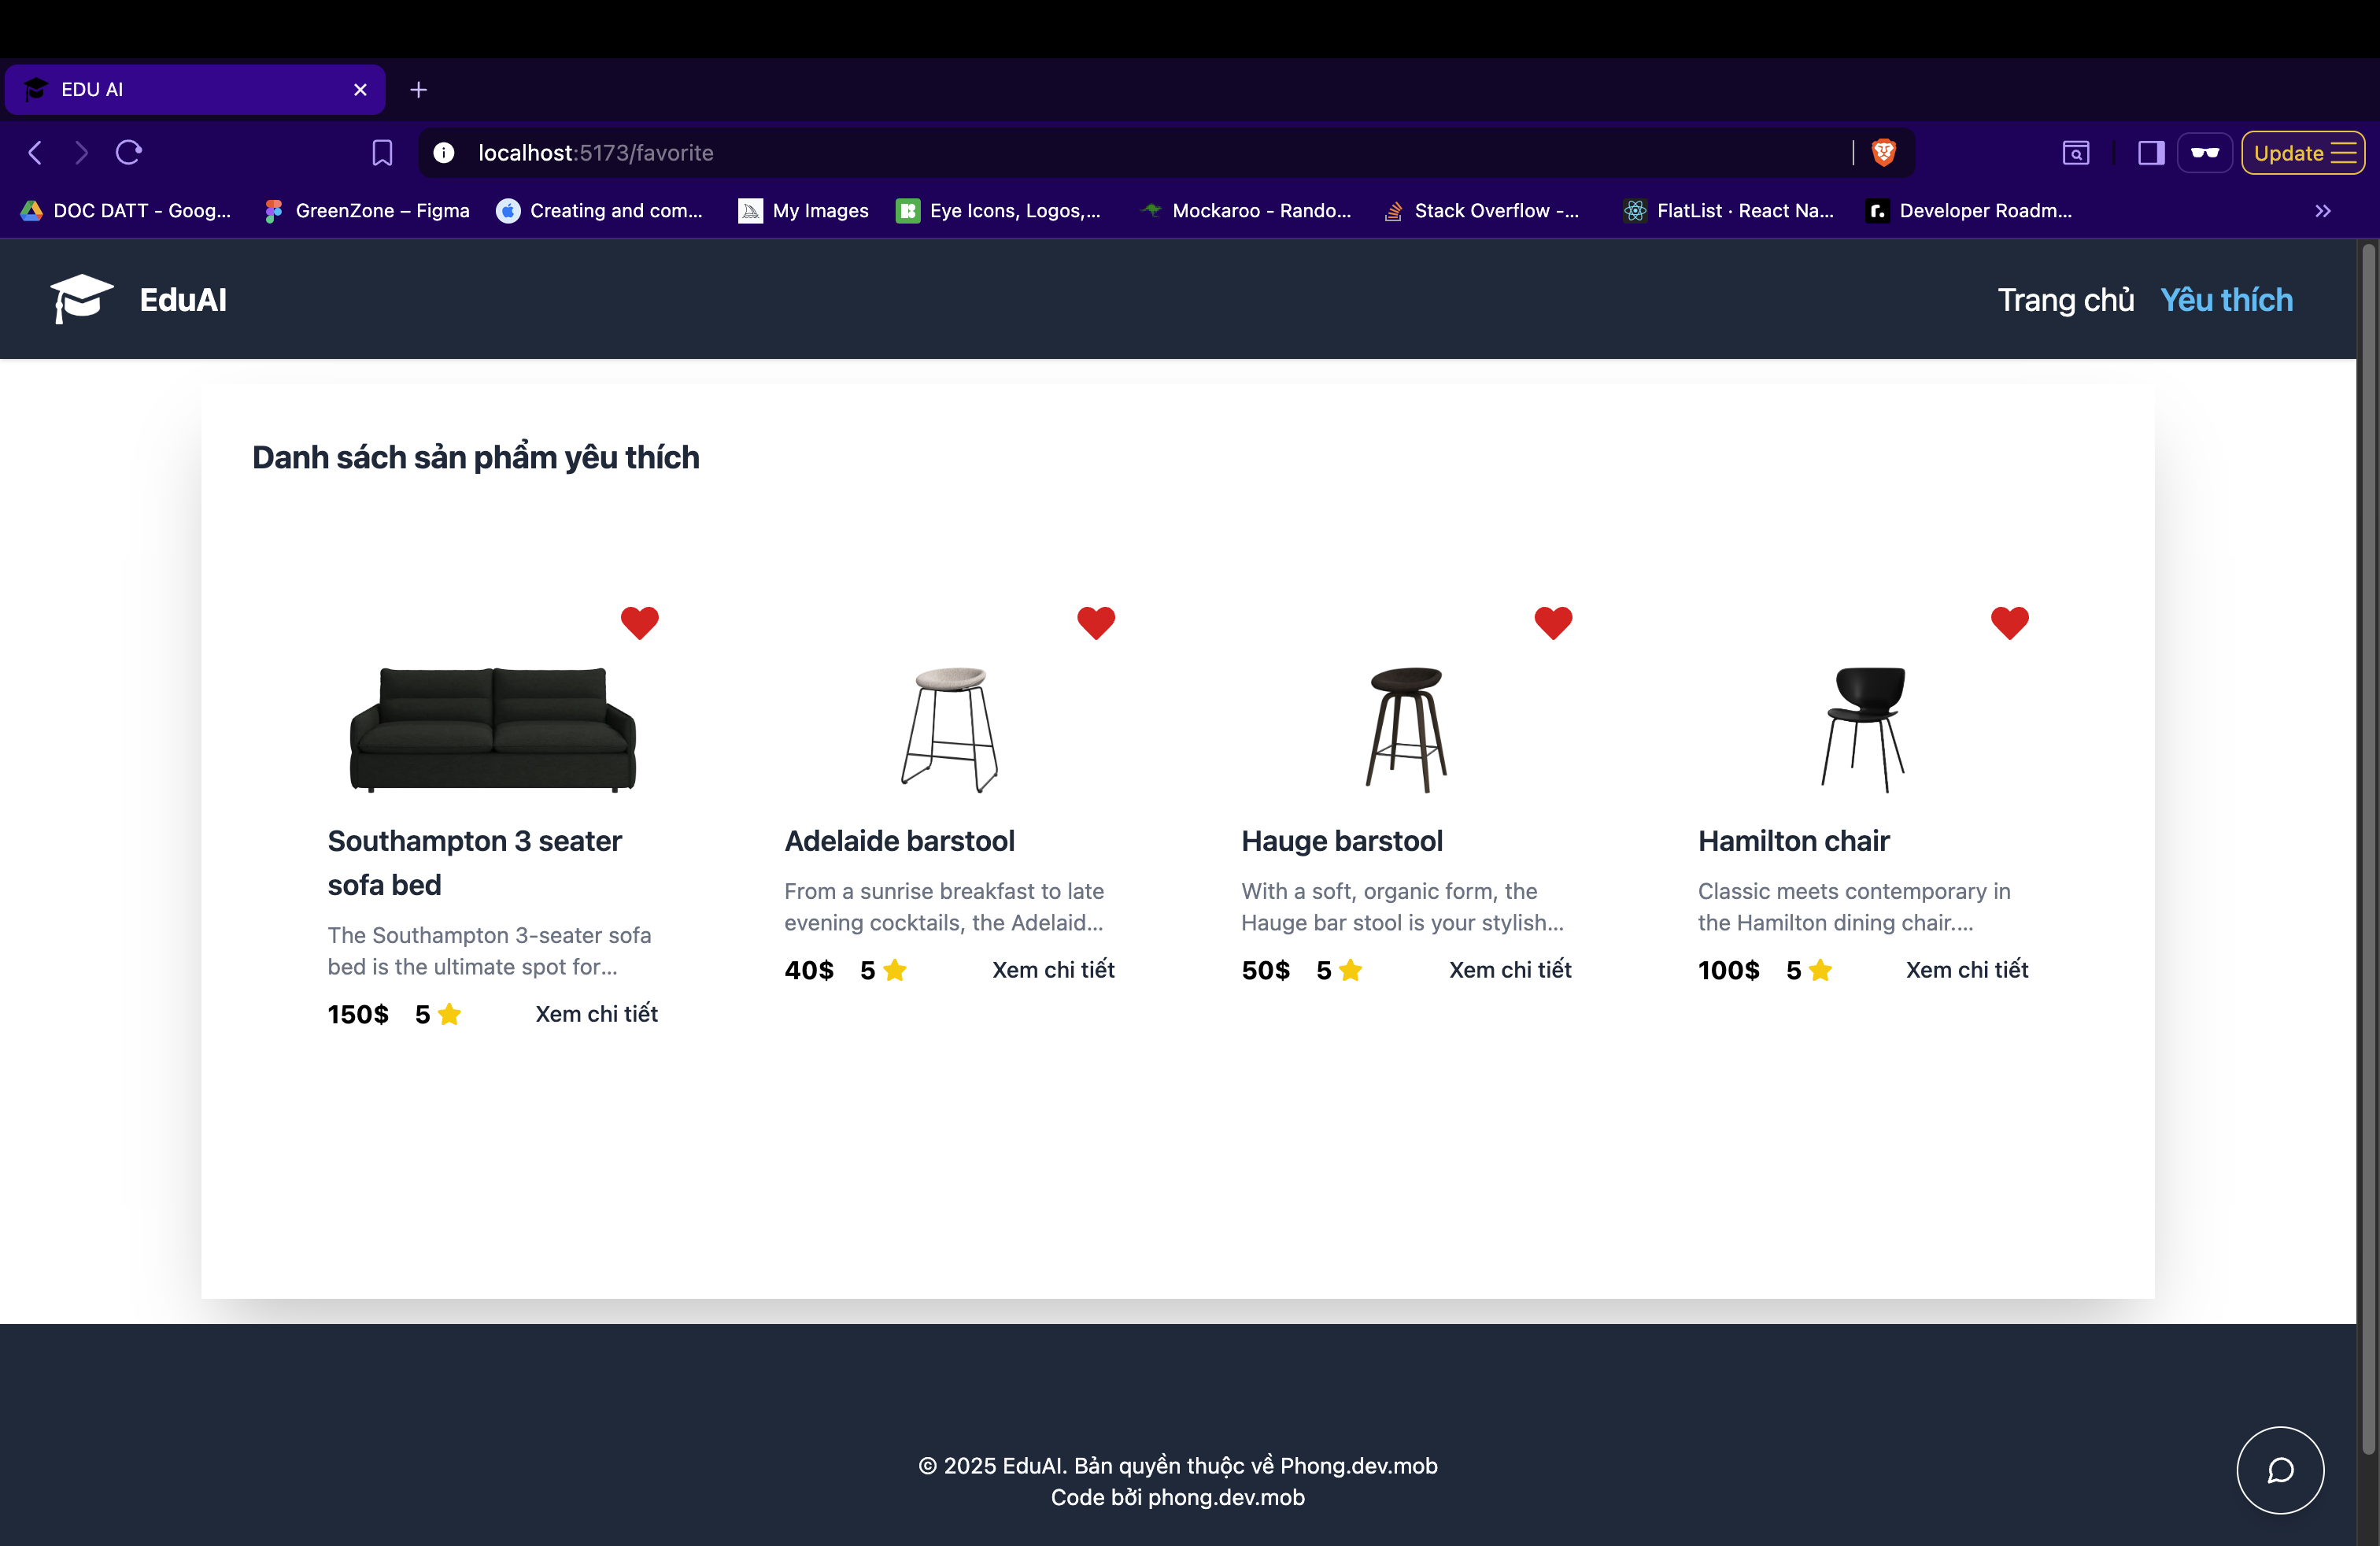 EDU AI
localhost:5173/favorite
Update
DOC DATT - Goog...
GreenZone – Figma
Creating and com...
My Images
Eye Icons, Logos,...
Mockaroo - Rando...
Stack Overflow -...
FlatList · React Na...
Developer Roadm...
EduAI
Trang chủ
Yêu thích
Danh sách sản phẩm yêu thích
Southampton 3 seater
sofa bed
The Southampton 3-seater sofa
bed is the ultimate spot for...
150$ 5 Xem chi tiết
Adelaide barstool
From a sunrise breakfast to late
evening cocktails, the Adelaid...
40$ 5 Xem chi tiết
Hauge barstool
With a soft, organic form, the
Hauge bar stool is your stylish...
50$ 5 Xem chi tiết
Hamilton chair
Classic meets contemporary in
the Hamilton dining chair....
100$ 5 Xem chi tiết
© 2025 EduAI. Bản quyền thuộc về Phong.dev.mob
Code bởi phong.dev.mob